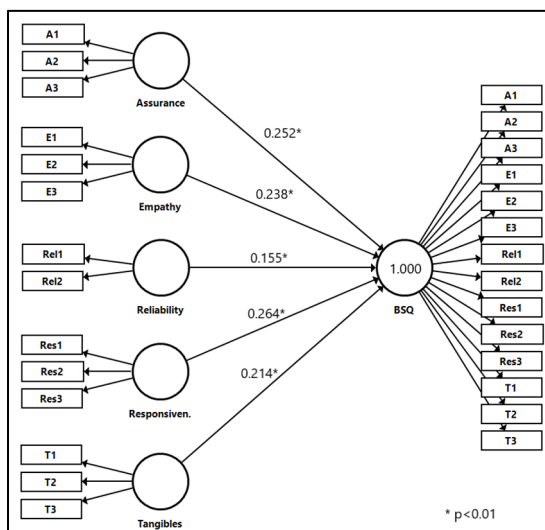 A1
A2
A3
Assurance
0.252*
E1
E2
E3
Empathy
0.238*
Rel1
Rel2
Reliability
0.155*
Res1
Res2
Res3
Responsiven.
0.264*
T1
T2
T3
Tangibles
0.214*
1.000
BSQ
A1
A2
A3
E1
E2
E3
Rel1
Rel2
Res1
Res2
Res3
T1
T2
T3
* p<0.01